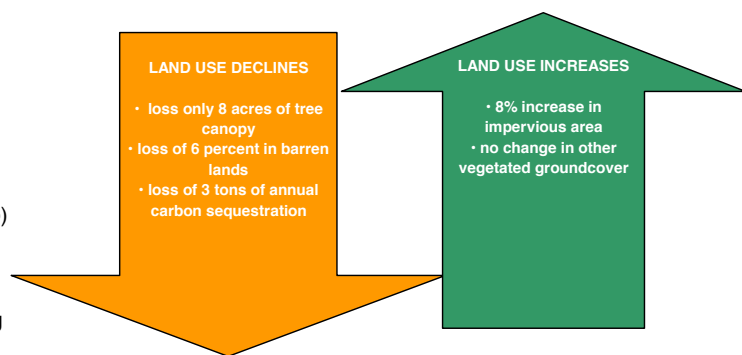 LAND USE DECLINES
• loss only 8 acres of tree
canopy
• loss of 6 percent in barren
lands
• loss of 3 tons of annual
carbon sequestration
)
LAND USE INCREASES
• 8% increase in
impervious area
• no change in other
vegetated groundcover